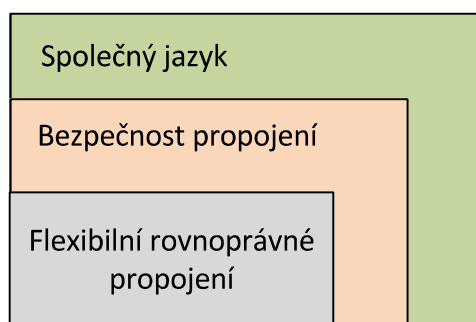 Společný jazyk
Bezpečnost propojení
Flexibilní rovnoprávné
propojení